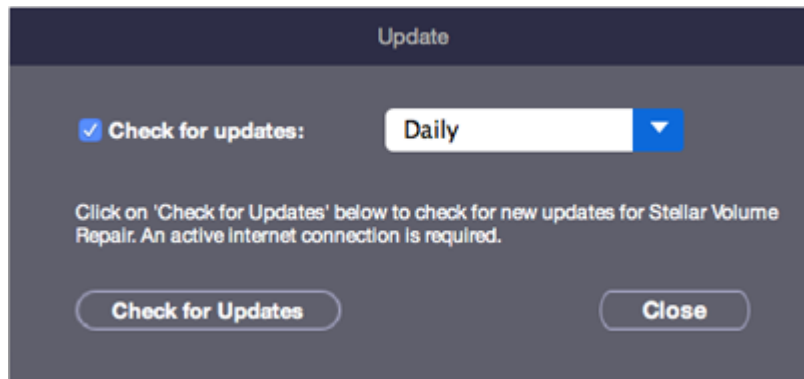 Update
Check for updates: Daily
Click on 'Check for Updates' below to check for new updates for Stellar Volume
Repair. An active internet connection is required.
Check for Updates Close